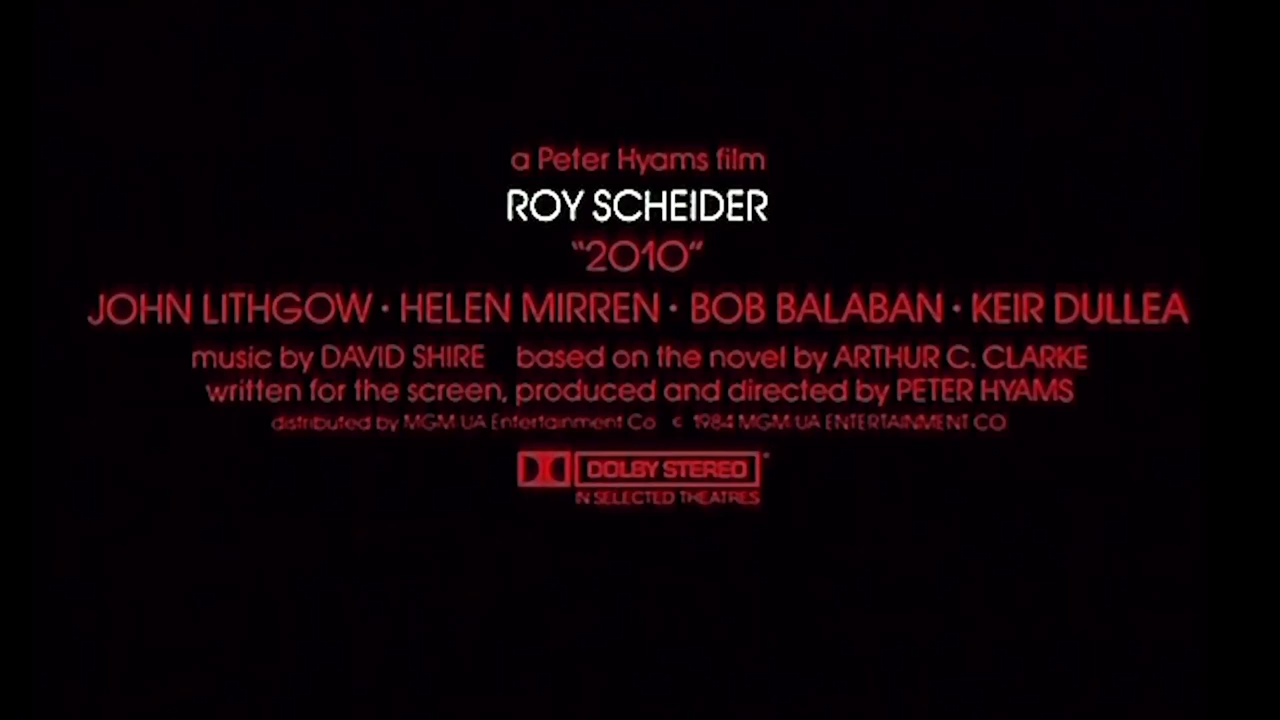 a Peter Hyams film
ROY SCHEIDER
“2010”
JOHN LITHGOW · HELEN MIRREN · BOB BALABAN · KEIR DULLEA
music by DAVID SHIRE based on the novel by ARTHUR C. CLARKE
written for the screen, produced and directed by PETER HYAMS
distributed by MGM/UA Entertainment Co © 1984 MGM/UA ENTERTAINMENT CO
DOLBY STEREO
IN SELECTED THEATRES